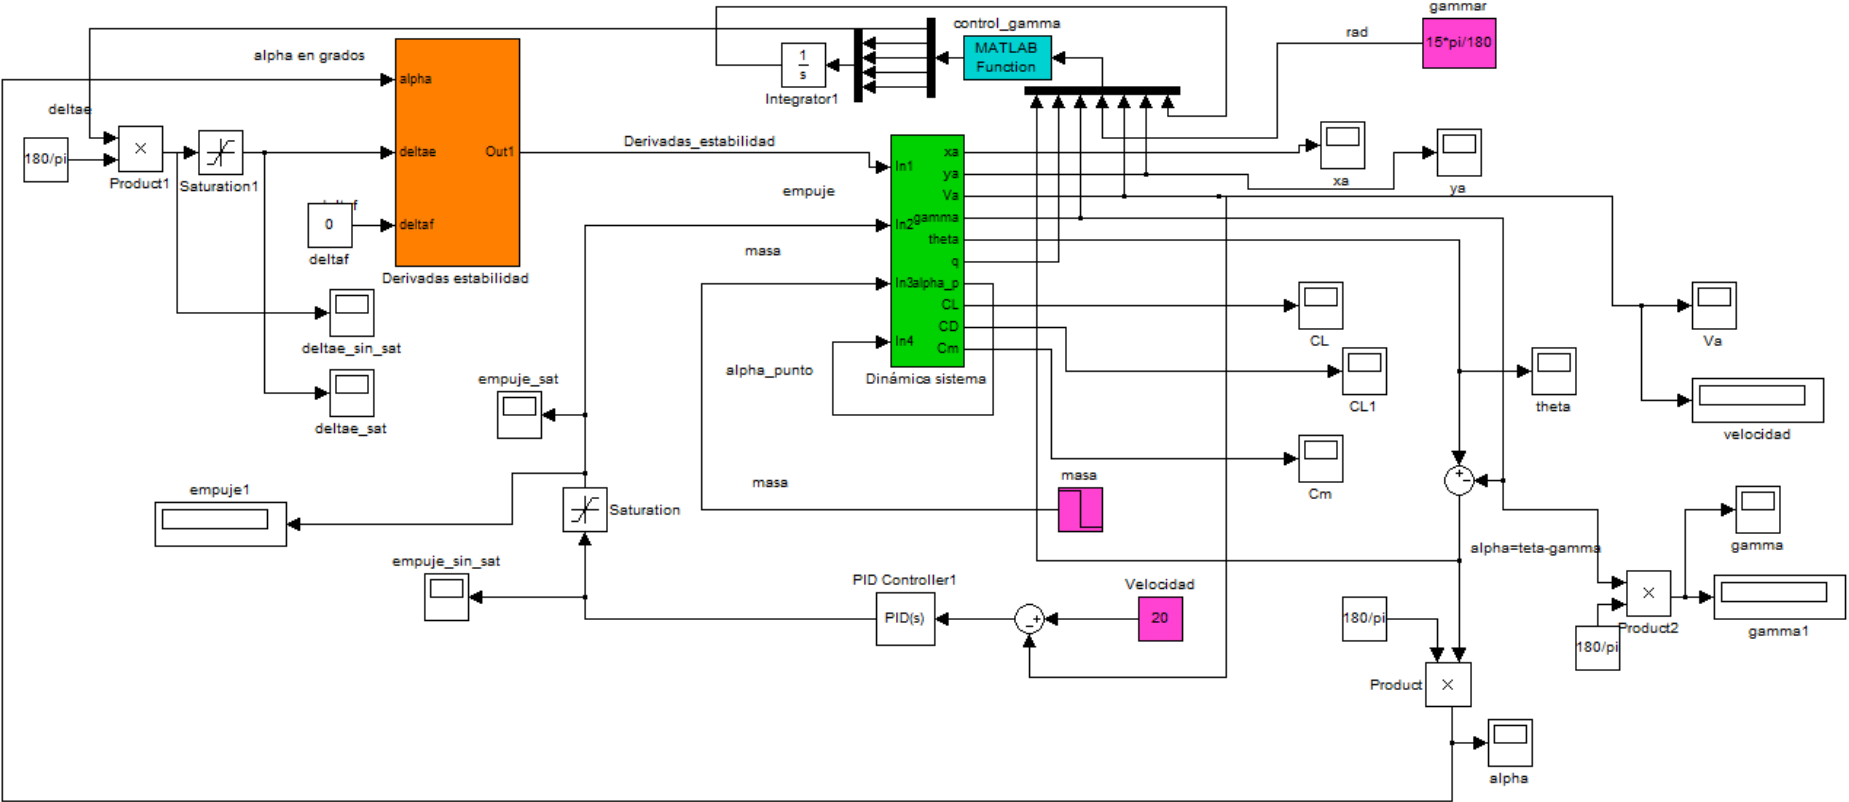 gammar
control_gamma
MATLAB
Function
15*pi/180
rad
alpha en grados
1
s
Integrator1
alpha
deltae
180/pi
×
Product1
Saturation1
deltae
Out1
Derivadas_estabilidad
xa
ya
Va
gamma
theta
q
alpha_p
CL
CD
Cm
In1
In2
In3
In4
Dinámica sistema
xa
ya
empuje
0
deltaf
deltaf
Derivadas estabilidad
masa
deltae_sin_sat
deltae_sat
alpha_punto
CL
CL1
Va
theta
velocidad
empuje_sat
empuje1
Saturation
masa
masa
Cm
+
-
alpha=teta-gamma
gamma
empuje_sin_sat
PID Controller1
PID(s)
-
+
Velocidad
20
180/pi
×
Product2
180/pi
gamma1
Product
×
alpha